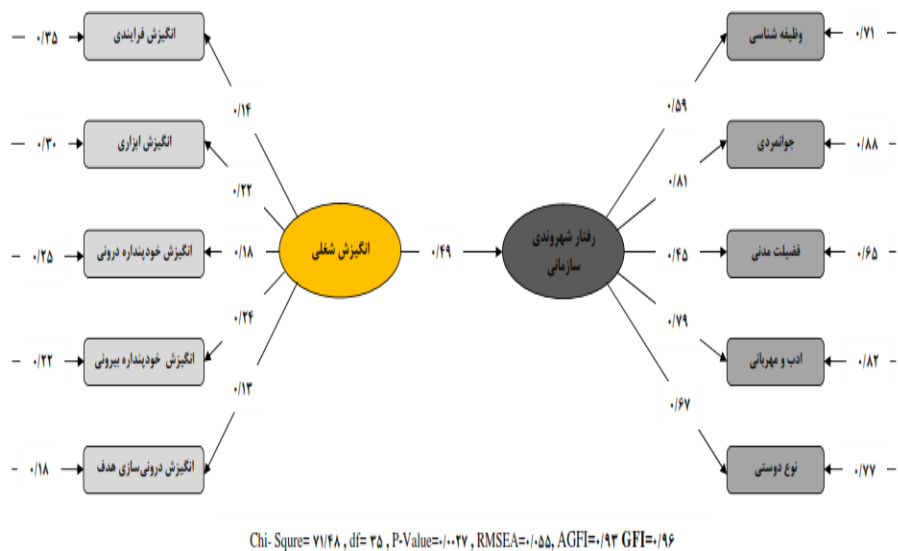 ۰/۳۵
انگیزش فرایندی
۰/۱۴
۰/۳۰
انگیزش ابزاری
۰/۲۲
۰/۲۵
انگیزش خودپنداره درونی
۰/۱۸
۰/۲۲
انگیزش خودپنداره بیرونی
۰/۲۴
۰/۱۸
انگیزش درونی‌سازی هدف
۰/۱۳
انگیزش شغلی
۰/۴۹
رفتار شهروندی
سازمانی
۰/۵۹
وظیفه شناسی
۰/۷۱
۰/۸۱
جوانمردی
۰/۸۸
۰/۴۵
فضیلت مدنی
۰/۶۵
۰/۷۹
ادب و مهربانی
۰/۸۲
۰/۶۷
نوع دوستی
۰/۷۷
Chi- Squre= ۷۱/۴۸ , df= ۳۵ , P-Value=۰/۰۰۲۷ , RMSEA=۰/۰۵۵, AGFI=۰/۹۳ GFI=۰/۹۶